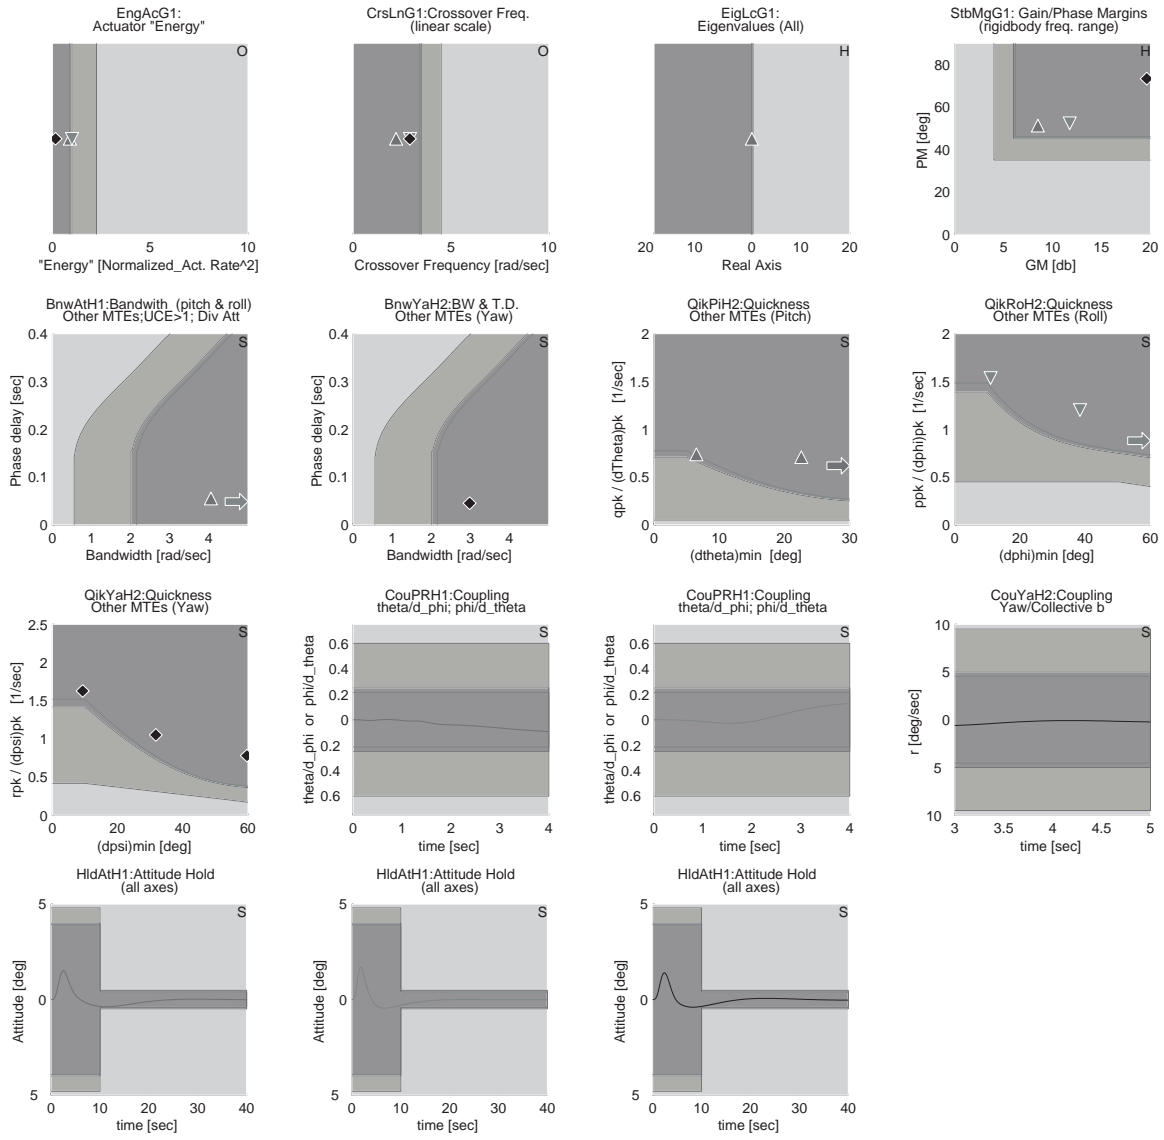 EngAcG1:
Actuator "Energy"
O
0 5 10
"Energy" [Normalized_Act. Rate^2]
CrsLnG1:Crossover Freq.
(linear scale)
O
0 5 10
Crossover Frequency [rad/sec]
EigLcG1:
Eigenvalues (All)
H
20 10 0 10 20
Real Axis
StbMgG1: Gain/Phase Margins
(rigidbody freq. range)
H
80
60
40
20
0
PM [deg]
0 5 10 15 20
GM [db]
BnwAtH1:Bandwith (pitch & roll)
Other MTEs;UCE>1; Div Att
S
0.4
0.3
0.2
0.1
0
Phase delay [sec]
0 1 2 3 4
Bandwidth [rad/sec]
BnwYaH2:BW & T.D.
Other MTEs (Yaw)
S
0.4
0.3
0.2
0.1
0
Phase delay [sec]
0 1 2 3 4
Bandwidth [rad/sec]
QikPiH2:Quickness
Other MTEs (Pitch)
S
2
1.5
1
0.5
0
qpk / (dTheta)pk [1/sec]
0 10 20 30
(dtheta)min [deg]
QikRoH2:Quickness
Other MTEs (Roll)
S
2
1.5
1
0.5
0
ppk / (dphi)pk [1/sec]
0 20 40 60
(dphi)min [deg]
QikYaH2:Quickness
Other MTEs (Yaw)
S
2.5
2
1.5
1
0.5
0
rpk / (dpsi)pk [1/sec]
0 20 40 60
(dpsi)min [deg]
CouPRH1:Coupling
theta/d_phi; phi/d_theta
S
0.6
0.4
0.2
0
0.2
0.4
0.6
theta/d_phi or phi/d_theta
0 1 2 3 4
time [sec]
CouPRH1:Coupling
theta/d_phi; phi/d_theta
S
0.6
0.4
0.2
0
0.2
0.4
0.6
theta/d_phi or phi/d_theta
0 1 2 3 4
time [sec]
CouYaH2:Coupling
Yaw/Collective b
S
10
5
0
5
10
r [deg/sec]
3 3.5 4 4.5 5
time [sec]
HldAtH1:Attitude Hold
(all axes)
S
5
0
5
Attitude [deg]
0 10 20 30 40
time [sec]
HldAtH1:Attitude Hold
(all axes)
S
5
0
5
Attitude [deg]
0 10 20 30 40
time [sec]
HldAtH1:Attitude Hold
(all axes)
S
5
0
5
Attitude [deg]
0 10 20 30 40
time [sec]